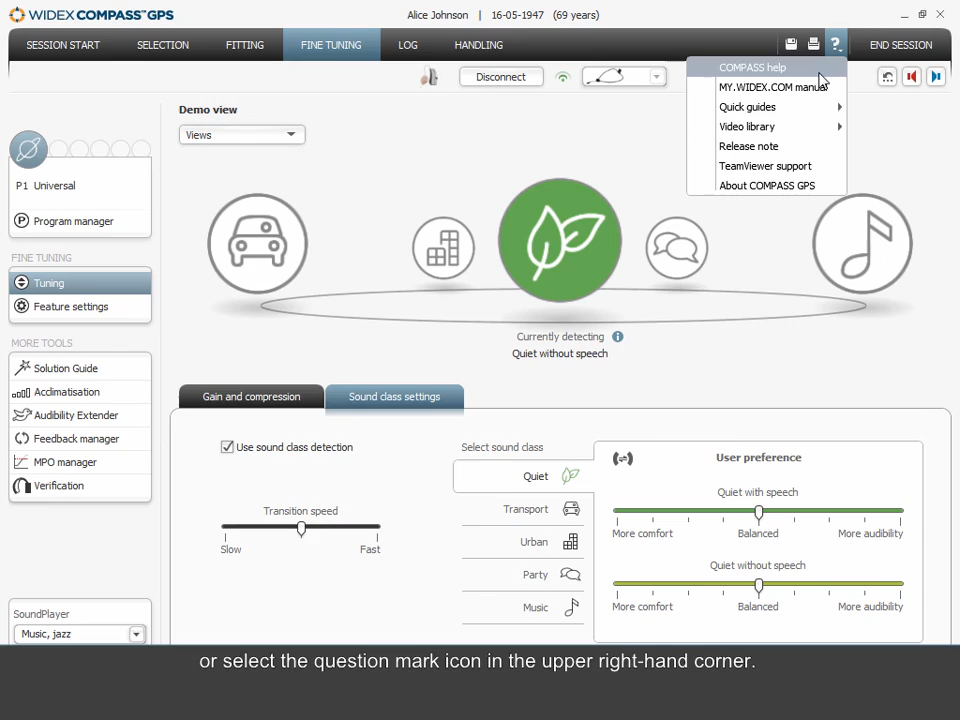 WIDEX COMPASS GPS
Alice Johnson | 16-05-1947 (69 years)
SESSION START SELECTION FITTING FINE TUNING LOG HANDLING ? END SESSION
Disconnect
COMPASS help
MY.WIDEX.COM manual
Quick guides
Video library
Release note
TeamViewer support
About COMPASS GPS
Demo view
Views
P1 Universal
P Program manager
FINE TUNING
Tuning
Feature settings
MORE TOOLS
Solution Guide
Acclimatisation
Audibility Extender
Feedback manager
MPO manager
Verification
SoundPlayer
Music, jazz
Currently detecting
Quiet without speech
Gain and compression Sound class settings
Use sound class detection
Transition speed
Slow Fast
Select sound class
Quiet
Transport
Urban
Party
Music
User preference
Quiet with speech
More comfort Balanced More audibility
Quiet without speech
More comfort Balanced More audibility
or select the question mark icon in the upper right-hand corner.